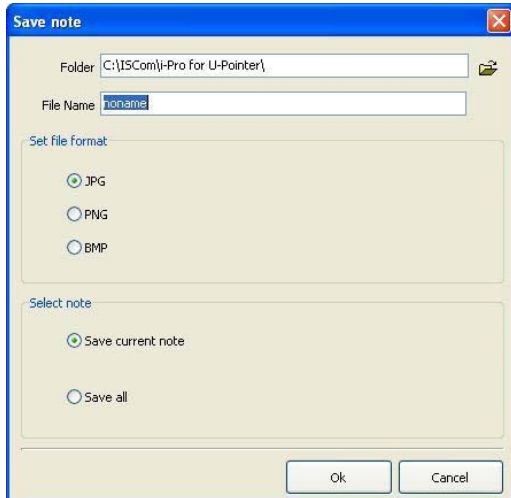 Save note
Folder C:\ISCom\i-Pro for U-Pointer\
File Name noname
Set file format
JPG
PNG
BMP
Select note
Save current note
Save all
Ok Cancel